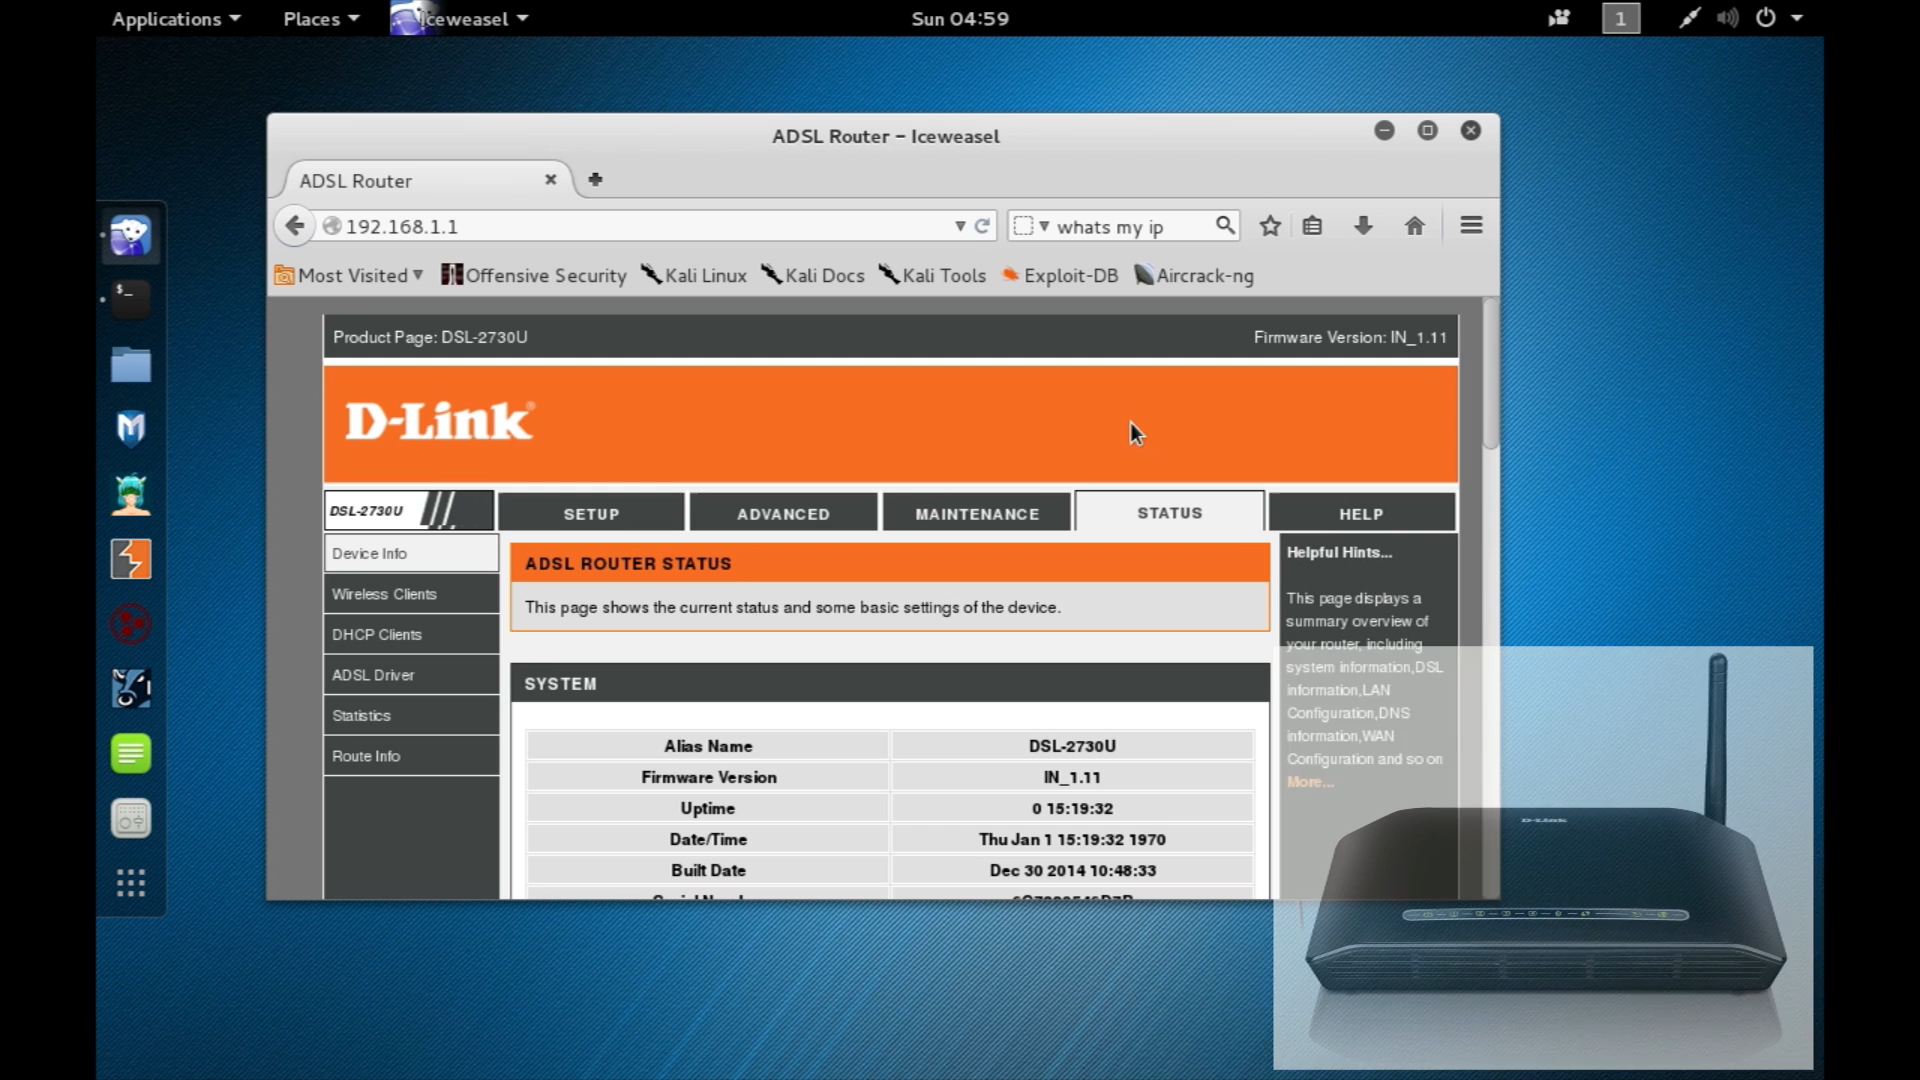 Applications Places Iceweasel Sun 04:59 1
ADSL Router - Iceweasel
ADSL Router
192.168.1.1 whats my ip
Most Visited Offensive Security Kali Linux Kali Docs Kali Tools Exploit-DB Aircrack-ng
Product Page: DSL-2730U Firmware Version: IN_1.11
D-Link
DSL-2730U SETUP ADVANCED MAINTENANCE STATUS HELP
Device Info
Wireless Clients
DHCP Clients
ADSL Driver
Statistics
Route Info
ADSL ROUTER STATUS
This page shows the current status and some basic settings of the device.
SYSTEM
Alias Name DSL-2730U
Firmware Version IN_1.11
Uptime 0 15:19:32
Date/Time Thu Jan 1 15:19:32 1970
Built Date Dec 30 2014 10:48:33
Helpful Hints...
This page displays a
summary overview of
your router, including
system information,DSL
information,LAN
Configuration,DNS
information,WAN
Configuration and so on
More...
D-Link